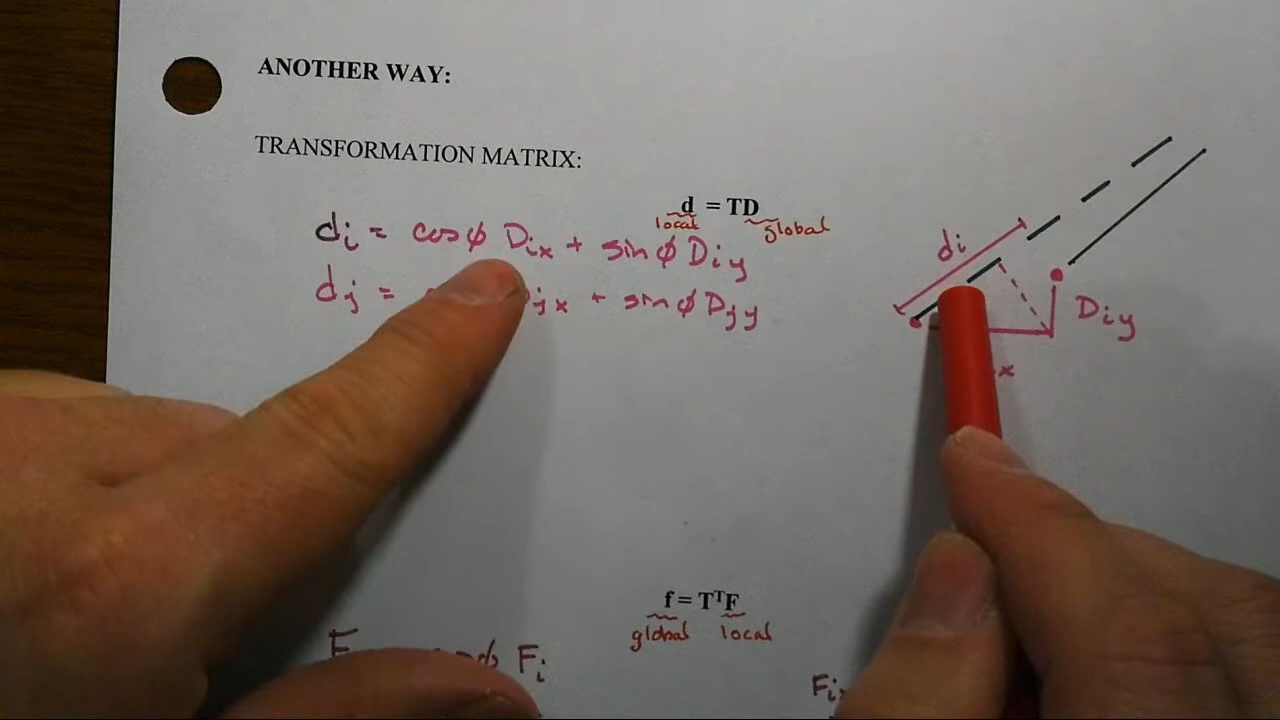 ANOTHER WAY:
TRANSFORMATION MATRIX:
d = TD
local global
di = cosφ Dix + sinφ Diy
dj = jx + sinφ Djy
di
Diy
x
f = TᵀF
global local
F Fi
Fi